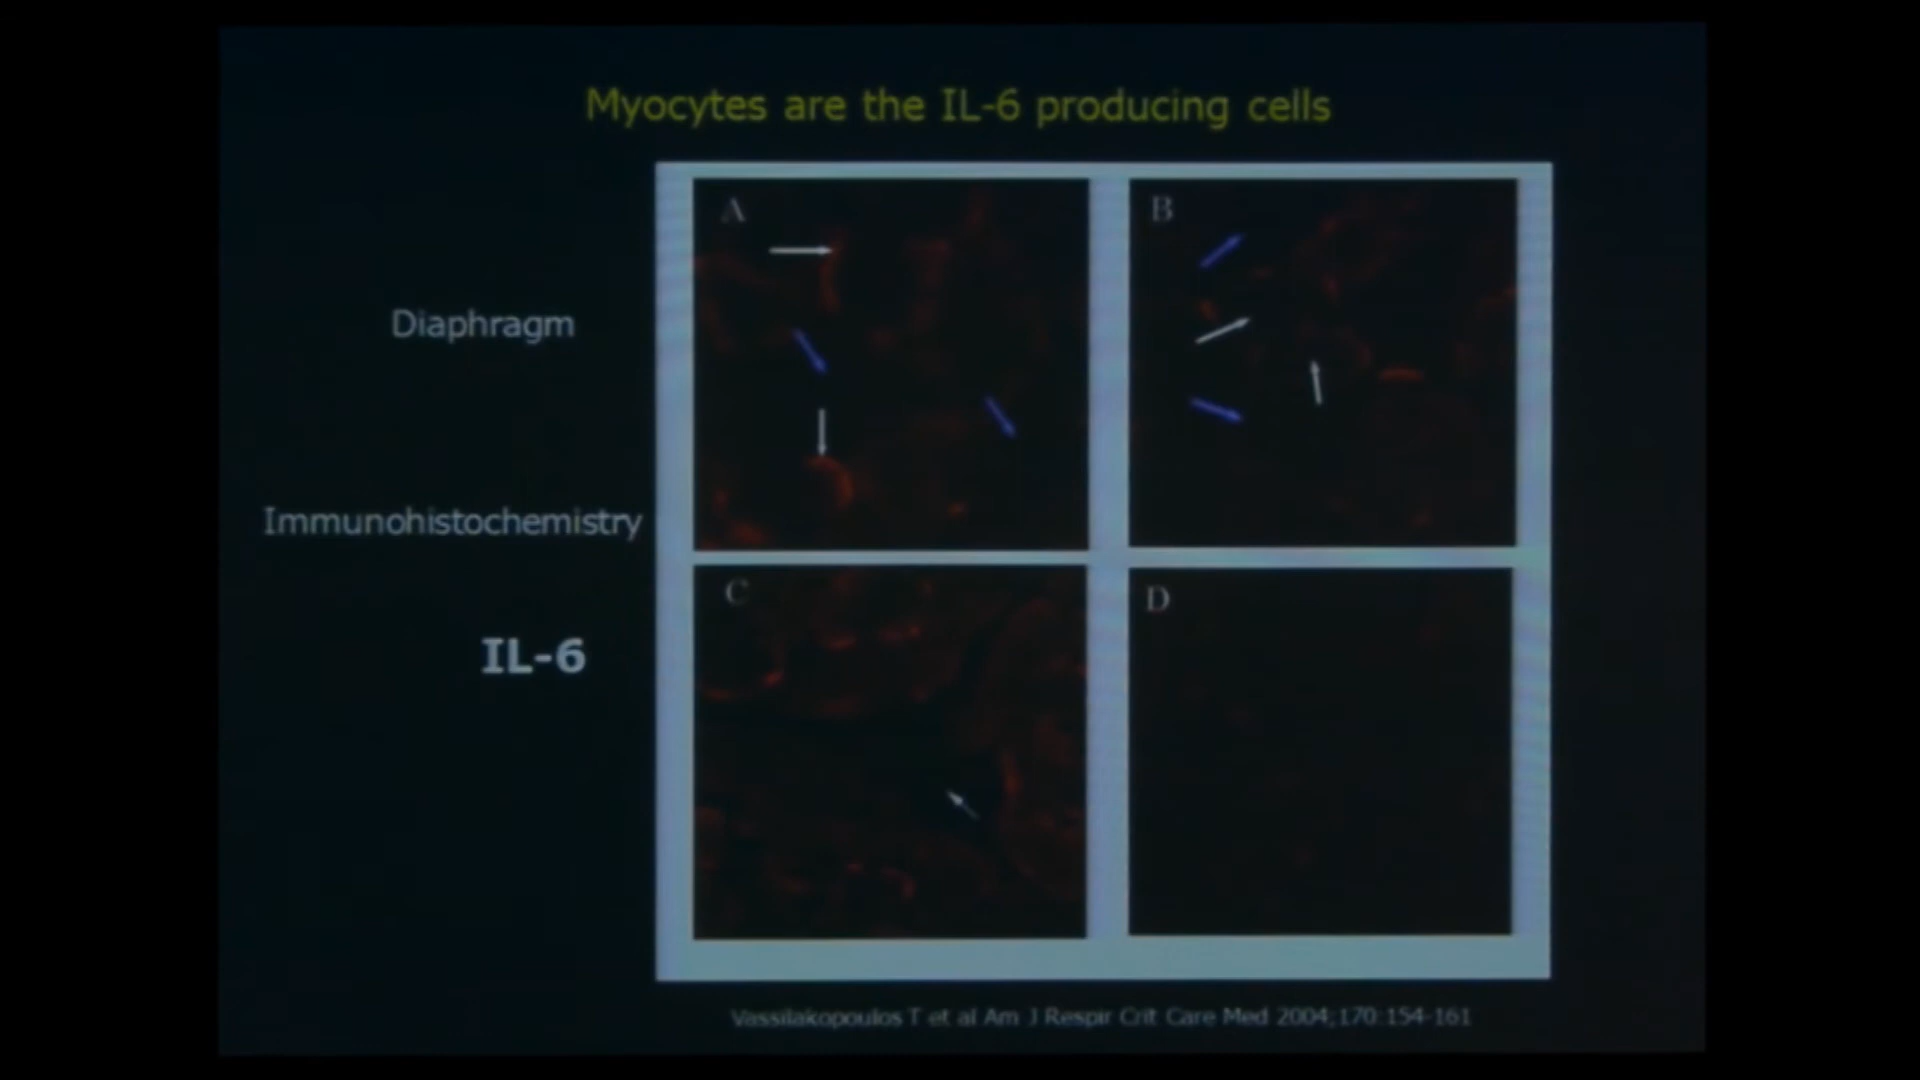 Myocytes are the IL-6 producing cells
A
B
Diaphragm
Immunohistochemistry
C
D
IL-6
Vassilakopoulos T et al Am J Respir Crit Care Med 2004;170:154-161